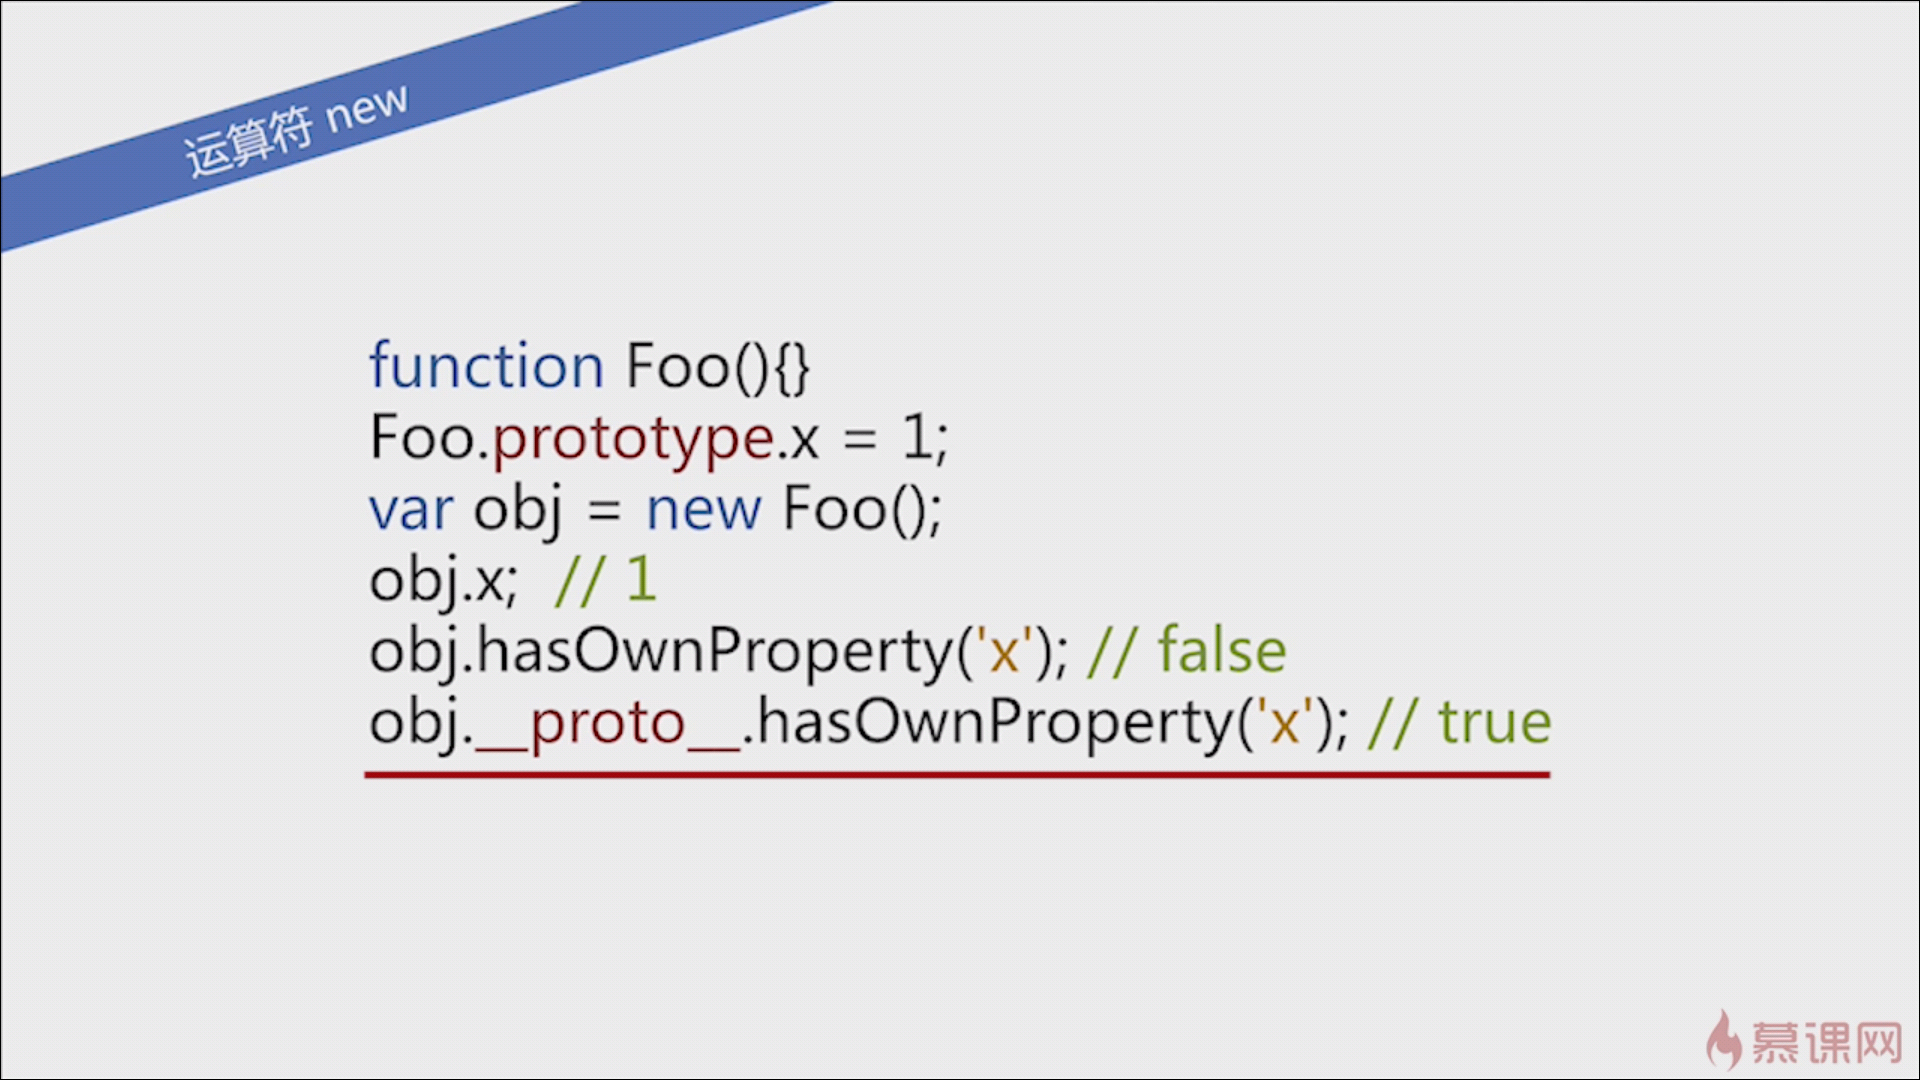 运算符 new
function Foo(){}
Foo.prototype.x = 1;
var obj = new Foo();
obj.x;  // 1
obj.hasOwnProperty('x'); // false
obj.__proto__.hasOwnProperty('x'); // true
慕课网